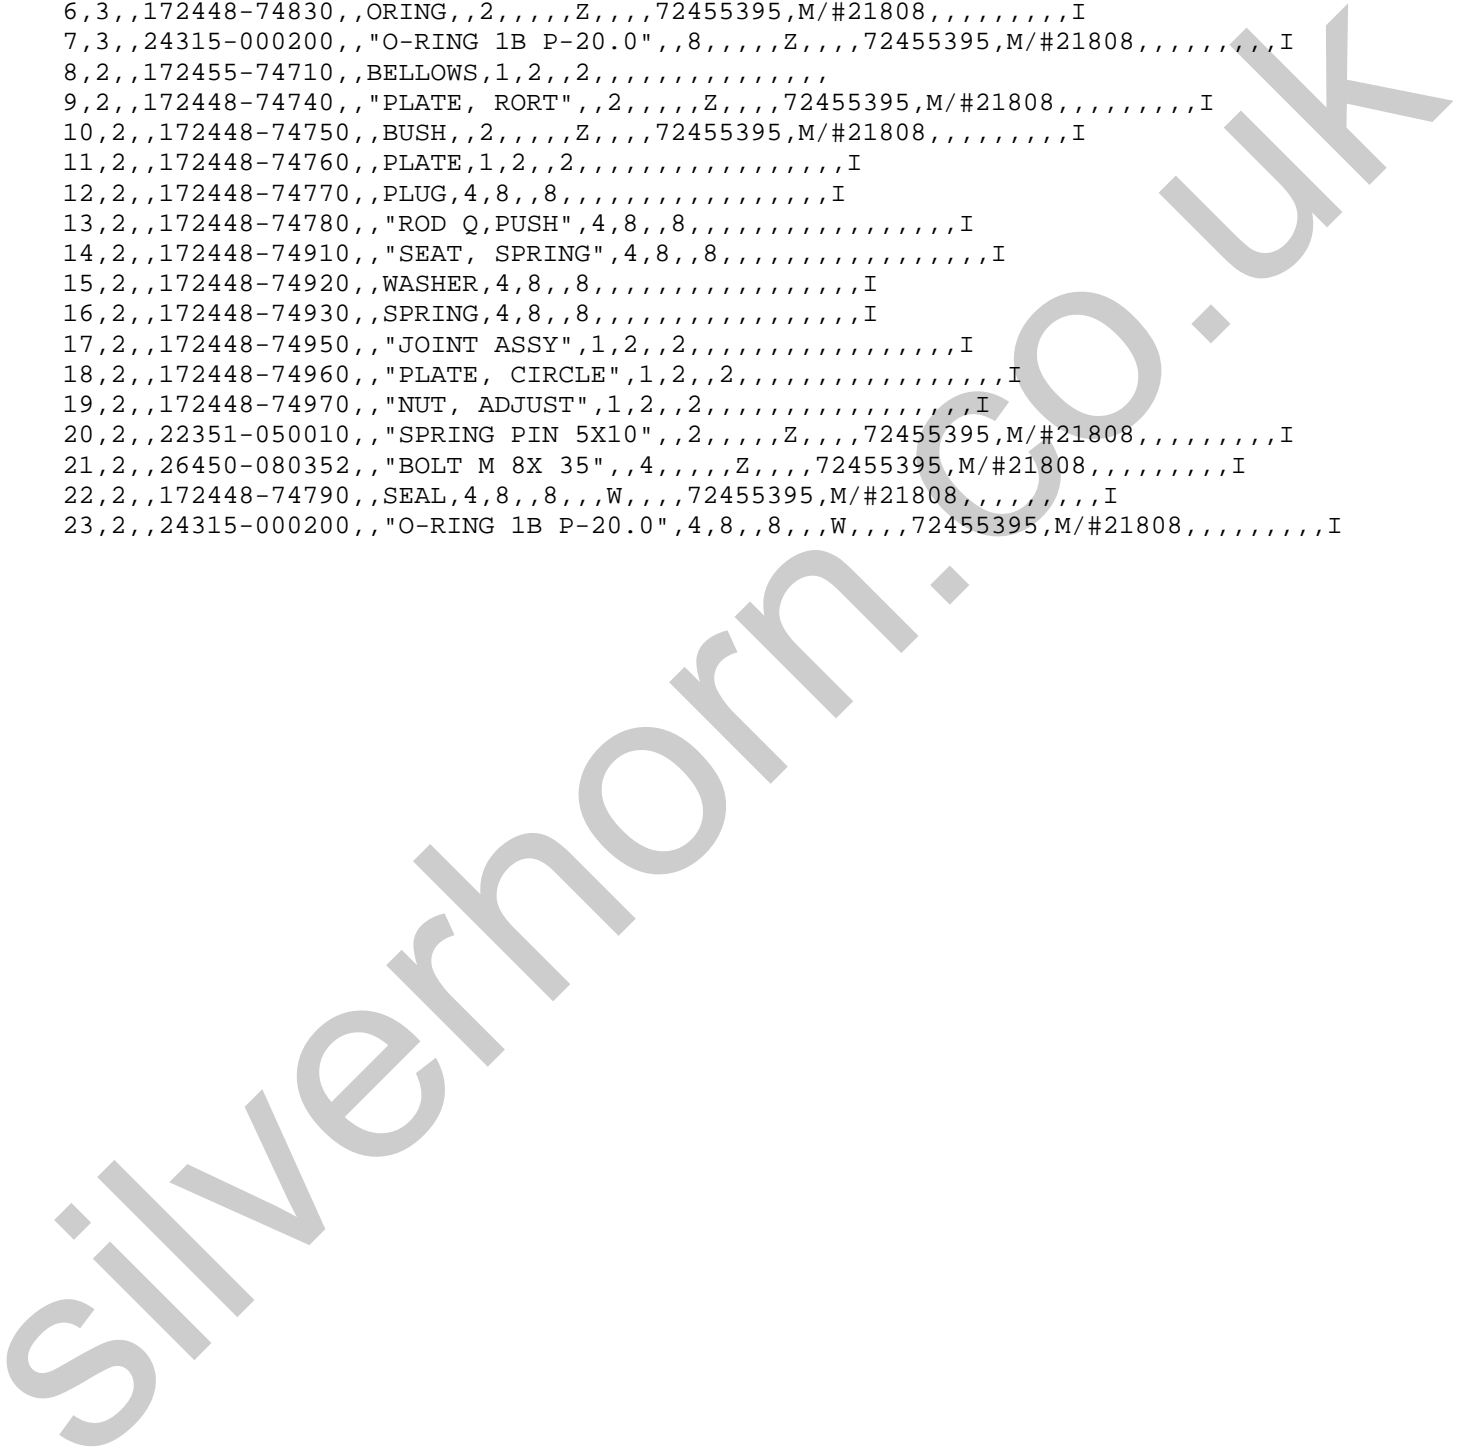 6,3,,172448-74830,,ORING,,2,,,,,Z,,,,72455395,M/#21808,,,,,,,,,I
7,3,,24315-000200,,"O-RING 1B P-20.0",,8,,,,,Z,,,,72455395,M/#21808,,,,,,,,,I
8,2,,172455-74710,,BELLOWS,1,2,,2,,,,,,,,,,,,,,,
9,2,,172448-74740,,"PLATE, RORT",,2,,,,,Z,,,,72455395,M/#21808,,,,,,,,,I
10,2,,172448-74750,,BUSH,,2,,,,,Z,,,,72455395,M/#21808,,,,,,,,,I
11,2,,172448-74760,,PLATE,1,2,,2,,,,,,,,,,,,,,,,,I
12,2,,172448-74770,,PLUG,4,8,,8,,,,,,,,,,,,,,,,,I
13,2,,172448-74780,,"ROD Q,PUSH",4,8,,8,,,,,,,,,,,,,,,,,I
14,2,,172448-74910,,"SEAT, SPRING",4,8,,8,,,,,,,,,,,,,,,,,I
15,2,,172448-74920,,WASHER,4,8,,8,,,,,,,,,,,,,,,,,I
16,2,,172448-74930,,SPRING,4,8,,8,,,,,,,,,,,,,,,,,I
17,2,,172448-74950,,"JOINT ASSY",1,2,,2,,,,,,,,,,,,,,,,,I
18,2,,172448-74960,,"PLATE, CIRCLE",1,2,,2,,,,,,,,,,,,,,,,,I
19,2,,172448-74970,,"NUT, ADJUST",1,2,,2,,,,,,,,,,,,,,,,,I
20,2,,22351-050010,,"SPRING PIN 5X10",,2,,,,,Z,,,,72455395,M/#21808,,,,,,,,,I
21,2,,26450-080352,,"BOLT M 8X 35",,4,,,,,Z,,,,72455395,M/#21808,,,,,,,,,I
22,2,,172448-74790,,SEAL,4,8,,8,,,W,,,,72455395,M/#21808,,,,,,,,,I
23,2,,24315-000200,,"O-RING 1B P-20.0",4,8,,8,,,W,,,,72455395,M/#21808,,,,,,,,,I
silverhorn.co.uk